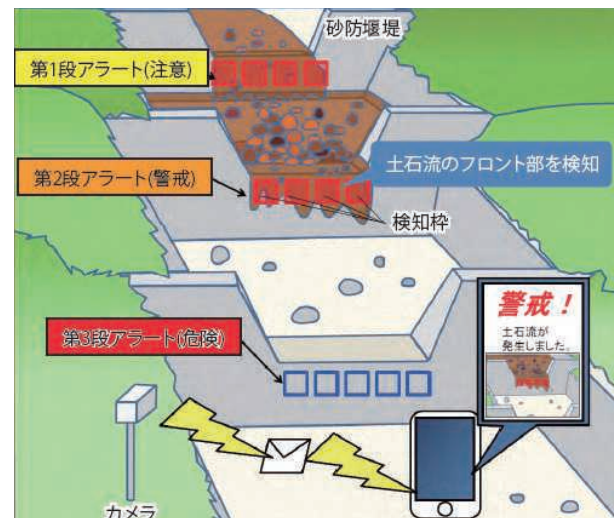 砂防堰堤
第1段アラート(注意)
土石流のフロント部を検知
第2段アラート(警戒)
検知枠
警戒！
土石流が
発生しました。
第3段アラート(危険)
カメラ